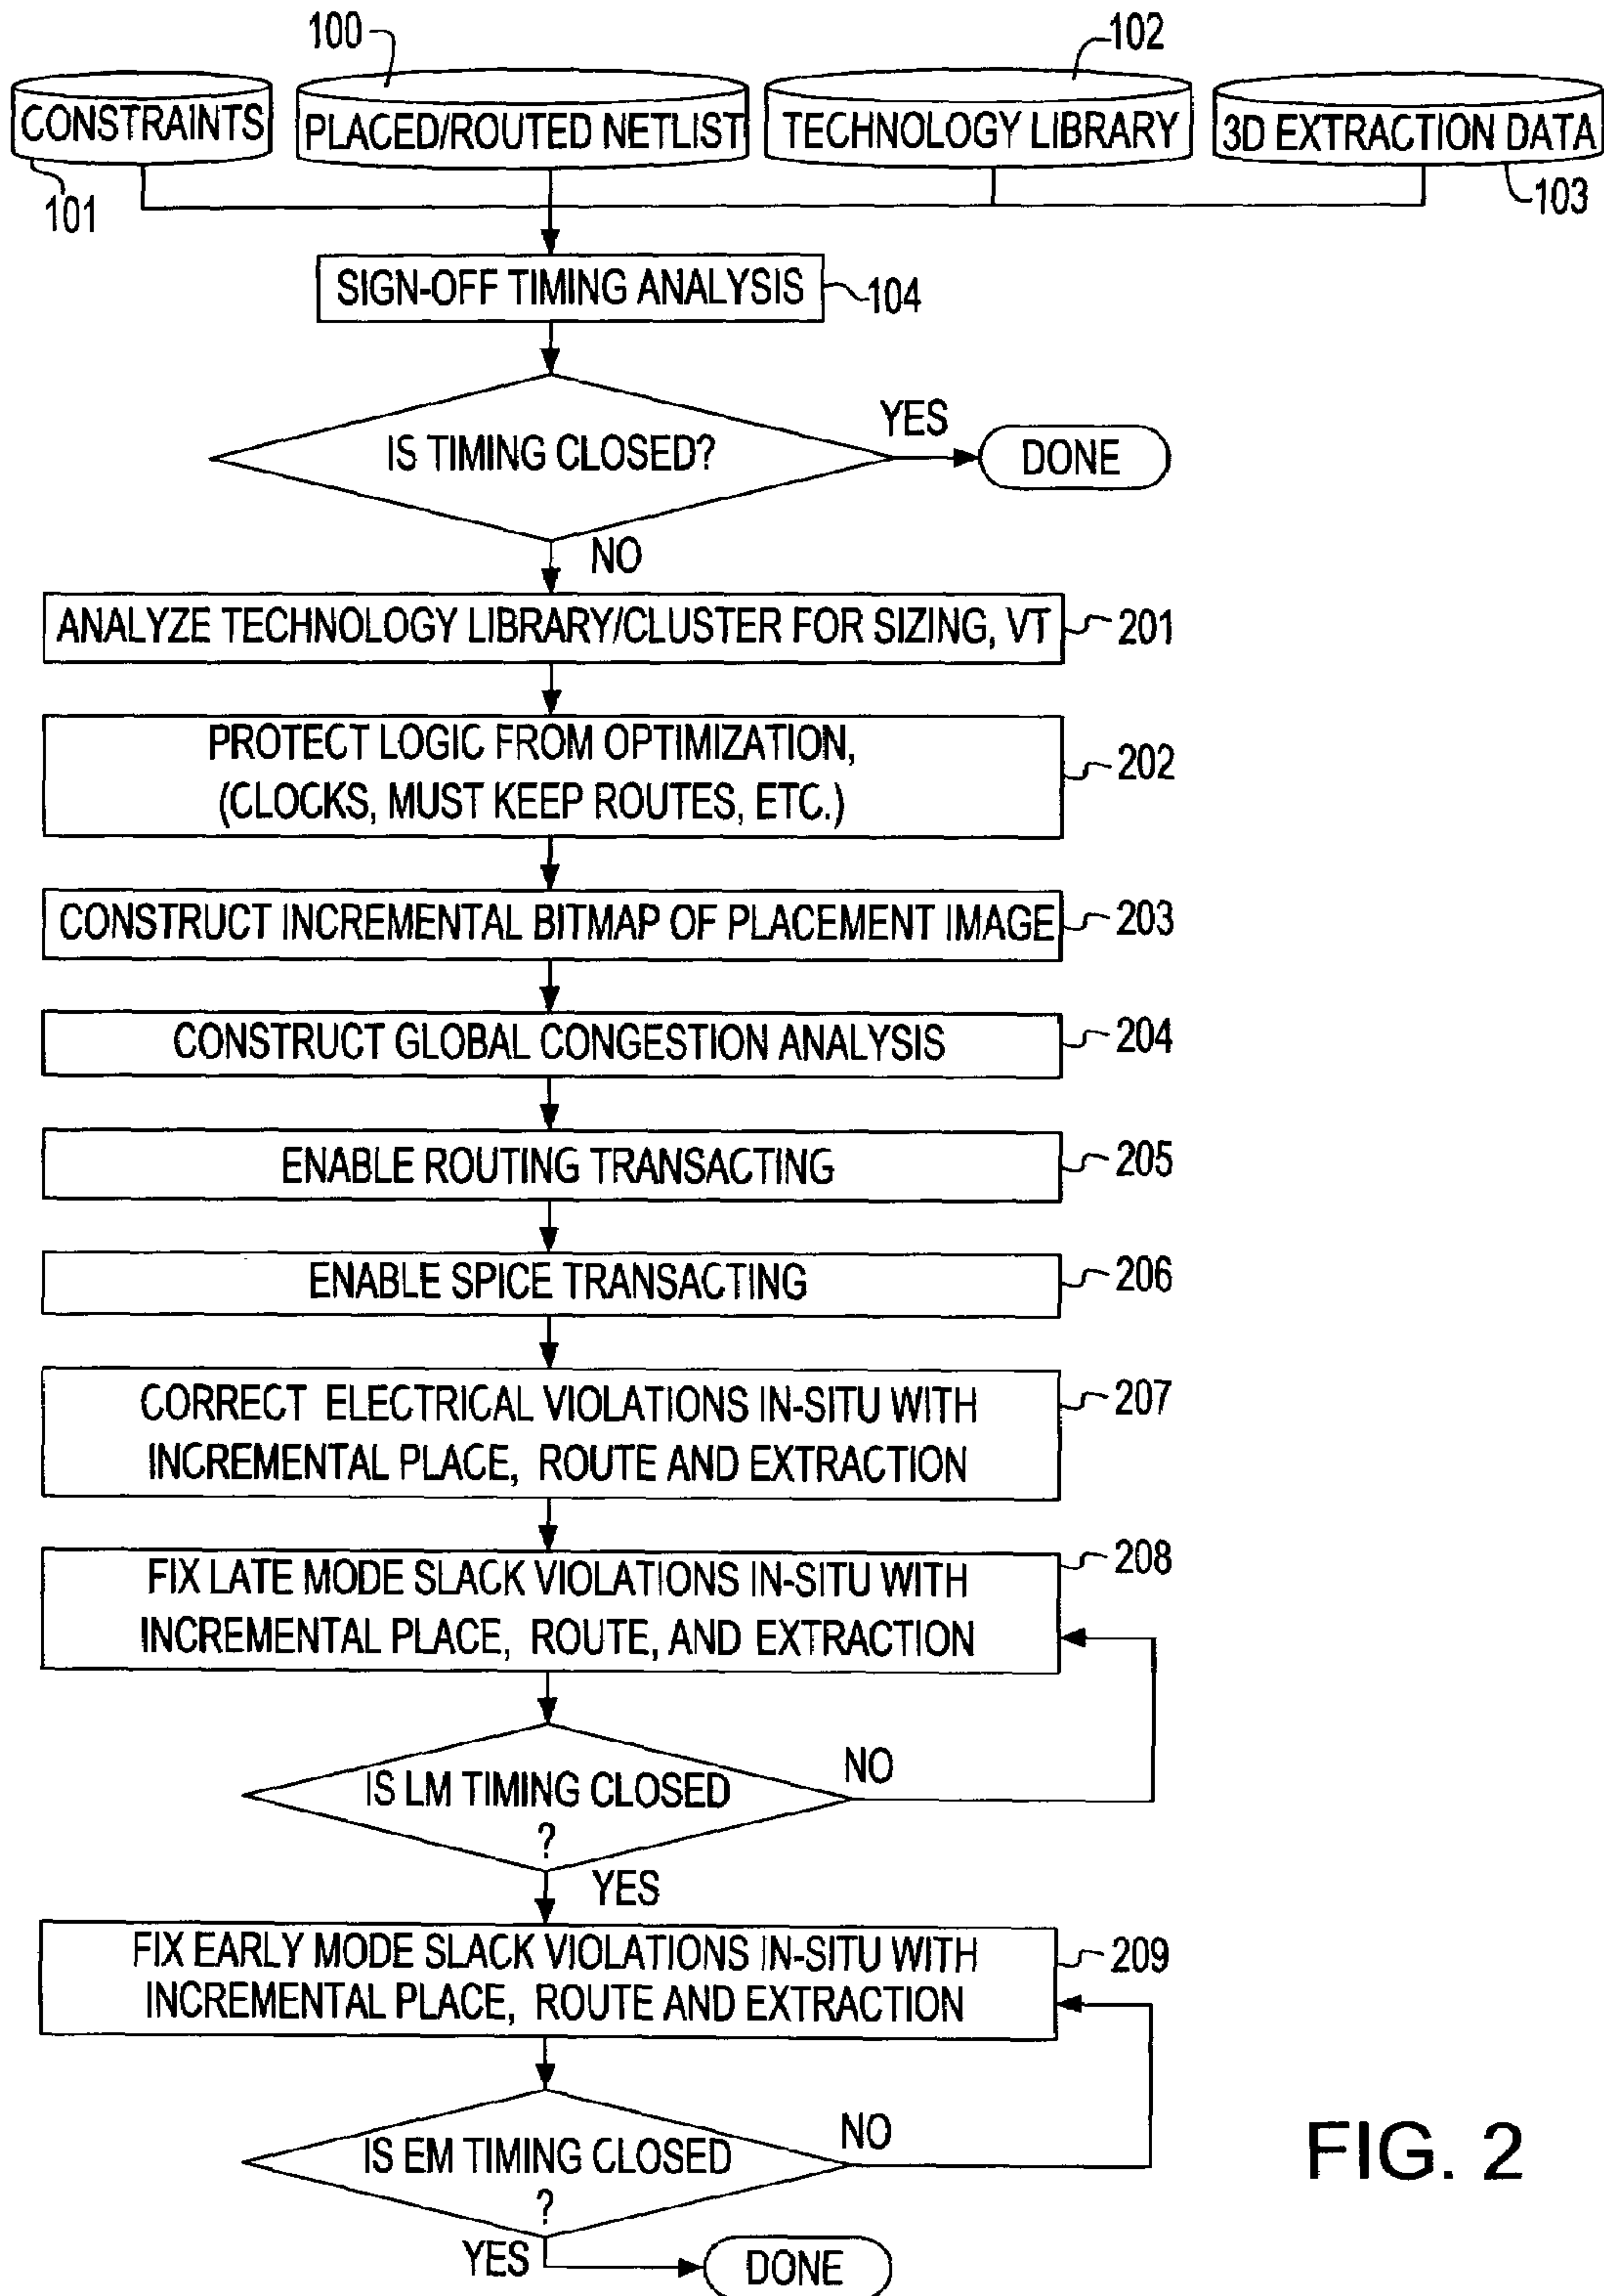 100
102
CONSTRAINTS
PLACED/ROUTED NETLIST
TECHNOLOGY LIBRARY
3D EXTRACTION DATA
101
103
SIGN-OFF TIMING ANALYSIS
104
IS TIMING CLOSED?
YES
DONE
NO
ANALYZE TECHNOLOGY LIBRARY/CLUSTER FOR SIZING, VT
201
PROTECT LOGIC FROM OPTIMIZATION,
(CLOCKS, MUST KEEP ROUTES, ETC.)
202
CONSTRUCT INCREMENTAL BITMAP OF PLACEMENT IMAGE
203
CONSTRUCT GLOBAL CONGESTION ANALYSIS
204
ENABLE ROUTING TRANSACTING
205
ENABLE SPICE TRANSACTING
206
CORRECT ELECTRICAL VIOLATIONS IN-SITU WITH
INCREMENTAL PLACE, ROUTE AND EXTRACTION
207
FIX LATE MODE SLACK VIOLATIONS IN-SITU WITH
INCREMENTAL PLACE, ROUTE, AND EXTRACTION
208
IS LM TIMING CLOSED
?
NO
YES
FIX EARLY MODE SLACK VIOLATIONS IN-SITU WITH
INCREMENTAL PLACE, ROUTE AND EXTRACTION
209
IS EM TIMING CLOSED
?
NO
YES
DONE
FIG. 2